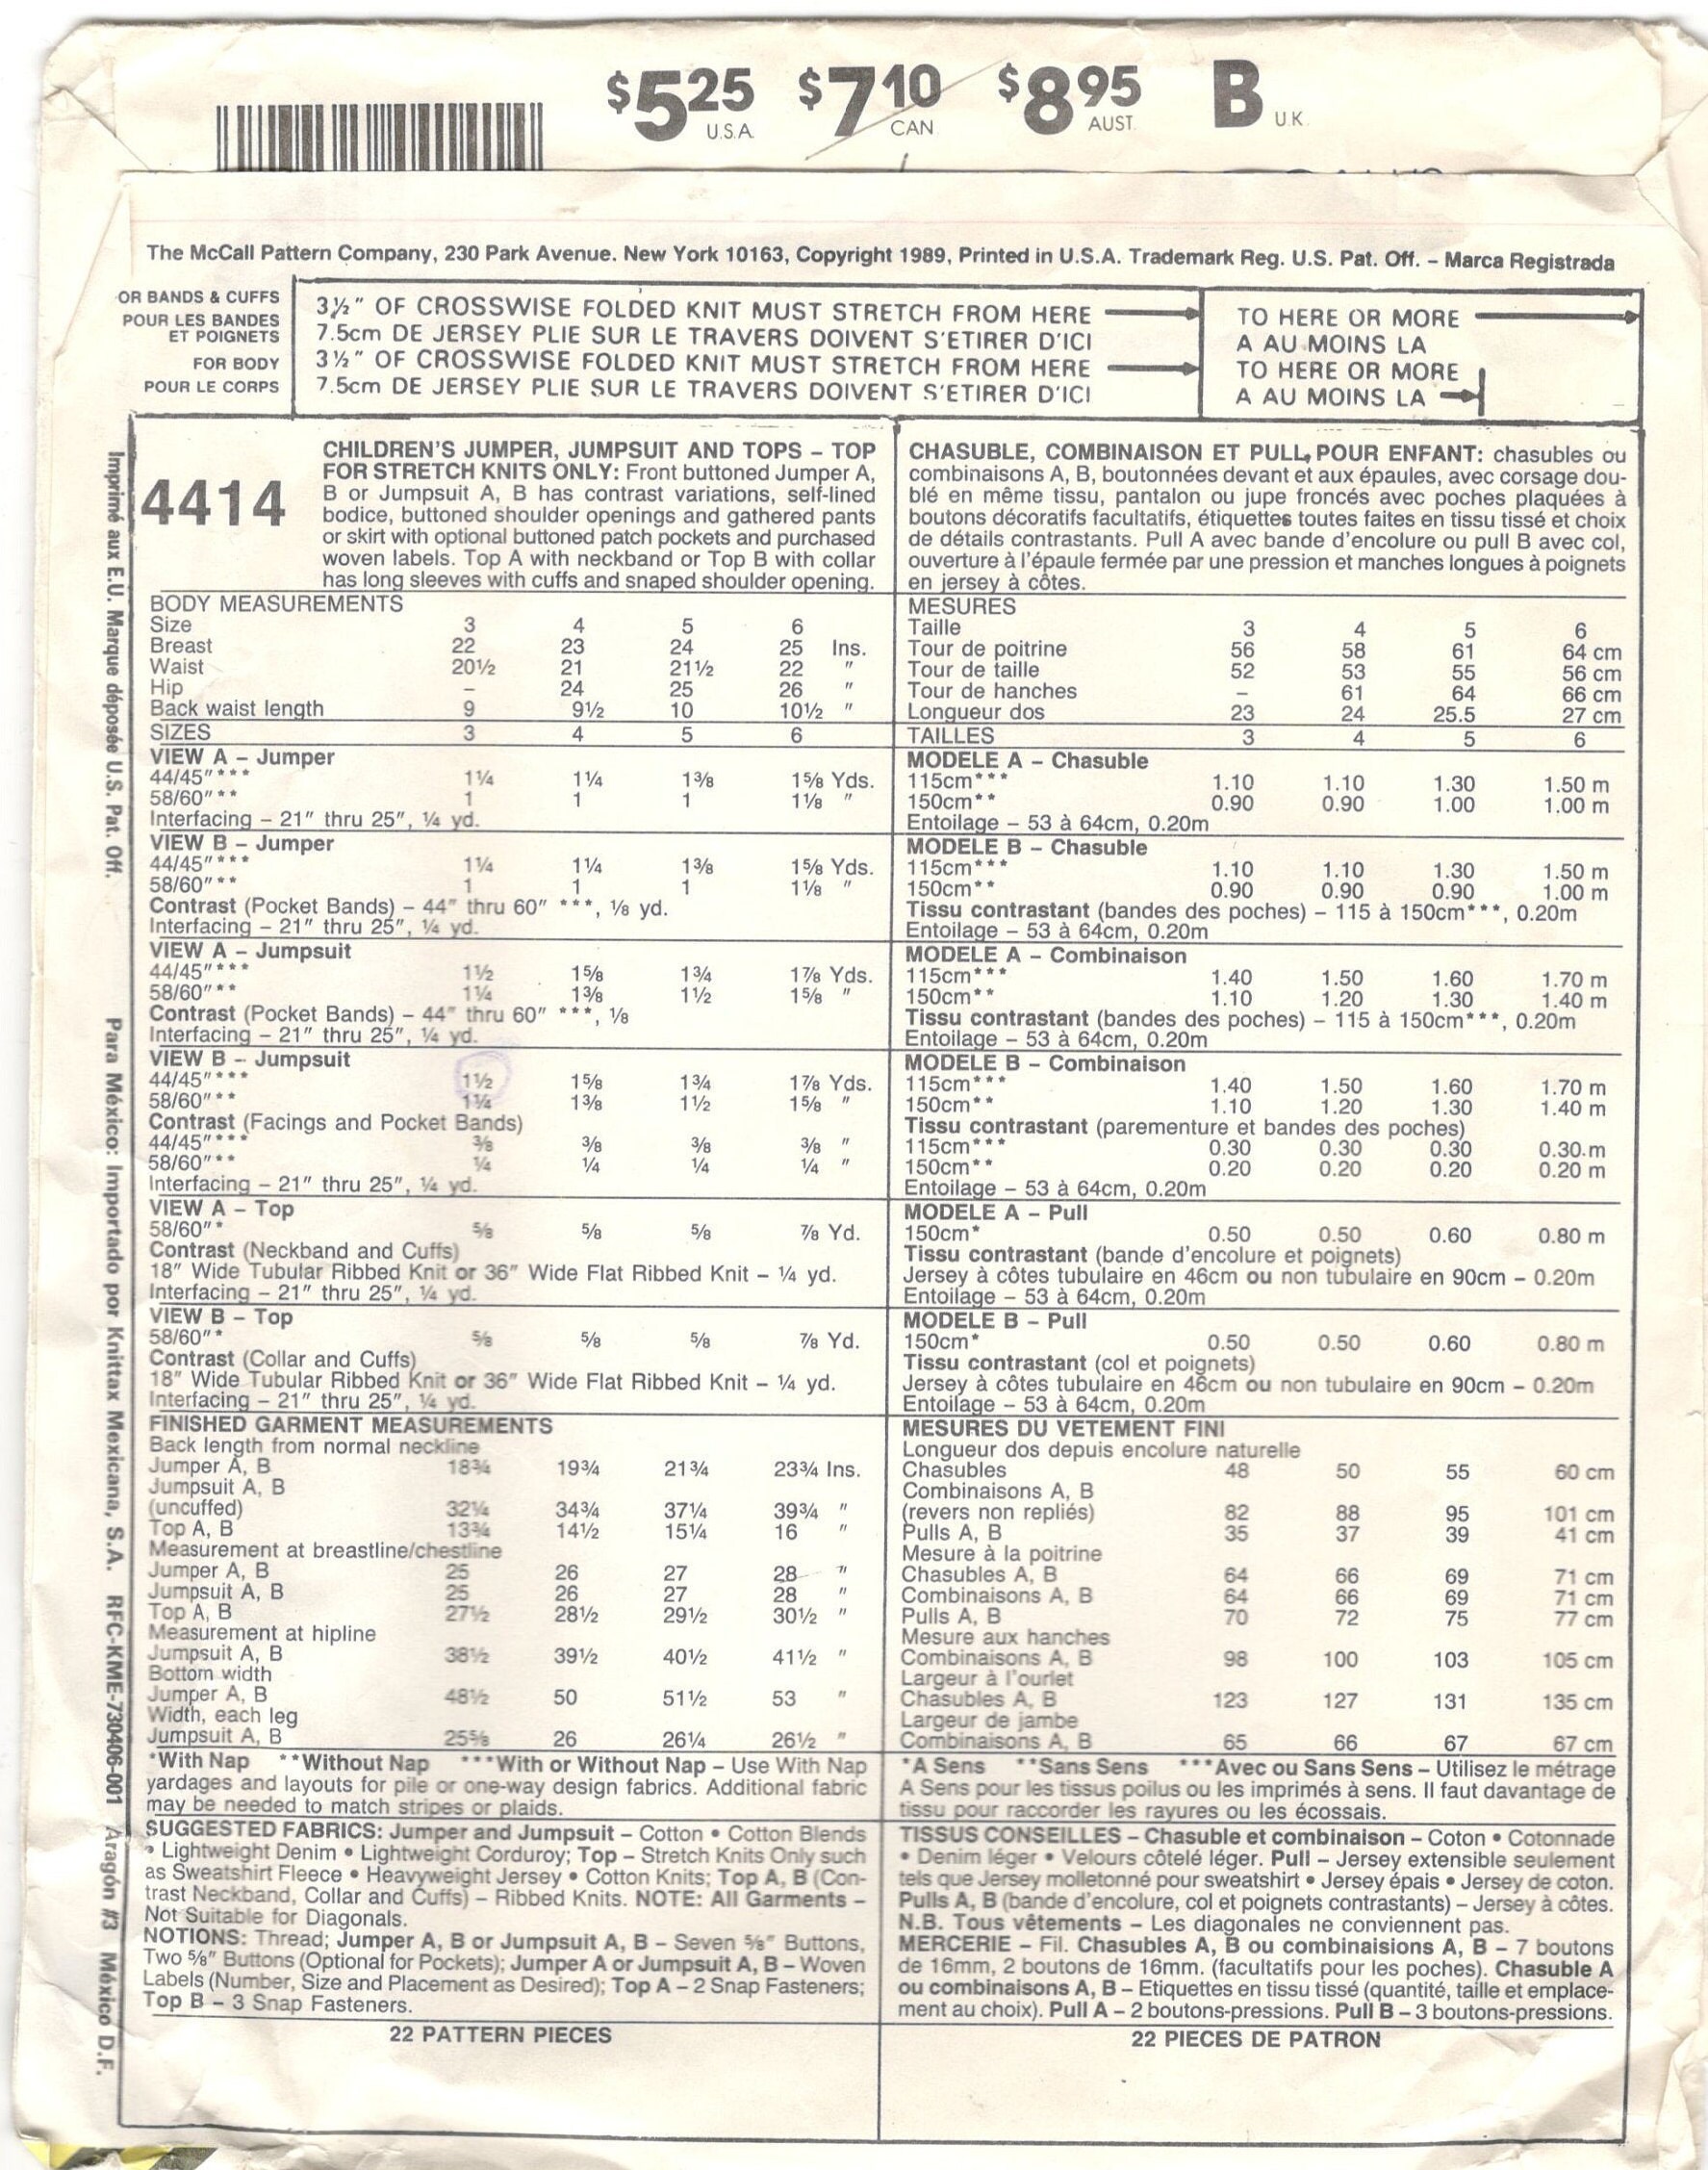 $5.25 U.S.A. $7.10 CAN $8.95 AUST. B U.K.
The McCall Pattern Company, 230 Park Avenue. New York 10163, Copyright 1989, Printed in U.S.A. Trademark Reg. U.S. Pat. Off. – Marca Registrada
OR BANDS & CUFFS
POUR LES BANDES
ET POIGNETS
FOR BODY
POUR LE CORPS
3½" OF CROSSWISE FOLDED KNIT MUST STRETCH FROM HERE
7.5cm DE JERSEY PLIE SUR LE TRAVERS DOIVENT S'ETIRER D'ICI
3½" OF CROSSWISE FOLDED KNIT MUST STRETCH FROM HERE
7.5cm DE JERSEY PLIE SUR LE TRAVERS DOIVENT S'ETIRER D'ICI
TO HERE OR MORE
A AU MOINS LA
TO HERE OR MORE
A AU MOINS LA
4414
CHILDREN'S JUMPER, JUMPSUIT AND TOPS – TOP
FOR STRETCH KNITS ONLY: Front buttoned Jumper A,
B or Jumpsuit A, B has contrast variations, self-lined
bodice, buttoned shoulder openings and gathered pants
or skirt with optional buttoned patch pockets and purchased
woven labels. Top A with neckband or Top B with collar
has long sleeves with cuffs and snaped shoulder opening.
BODY MEASUREMENTS
Size 3 4 5 6
Breast 22 23 24 25 Ins.
Waist 20½ 21 21½ 22 "
Hip – 24 25 26 "
Back waist length 9 9½ 10 10½ "
SIZES 3 4 5 6
VIEW A – Jumper
44/45"*** 1¼ 1¼ 1⅜ 1⅝ Yds.
58/60"** 1 1 1 1⅛ "
Interfacing – 21" thru 25", ¼ yd.
VIEW B – Jumper
44/45"*** 1¼ 1¼ 1⅜ 1⅝ Yds.
58/60"** 1 1 1 1⅛ "
Contrast (Pocket Bands) – 44" thru 60" ***, ⅛ yd.
Interfacing – 21" thru 25", ¼ yd.
VIEW A – Jumpsuit
44/45"*** 1½ 1⅝ 1¾ 1⅞ Yds.
58/60"** 1¼ 1⅜ 1½ 1⅝ "
Contrast (Pocket Bands) – 44" thru 60" ***, ⅛
Interfacing – 21" thru 25", ¼ yd.
VIEW B – Jumpsuit
44/45"*** 1½ 1⅝ 1¾ 1⅞ Yds.
58/60"** 1¼ 1⅜ 1½ 1⅝ "
Contrast (Facings and Pocket Bands)
44/45"*** ⅜ ⅜ ⅜ ⅜ "
58/60"** ¼ ¼ ¼ ¼ "
Interfacing – 21" thru 25", ¼ yd.
VIEW A – Top
58/60"* ⅝ ⅝ ⅝ ⅞ Yd.
Contrast (Neckband and Cuffs)
18" Wide Tubular Ribbed Knit or 36" Wide Flat Ribbed Knit – ¼ yd.
Interfacing – 21" thru 25", ¼ yd.
VIEW B – Top
58/60"* ⅝ ⅝ ⅝ ⅞ Yd.
Contrast (Collar and Cuffs)
18" Wide Tubular Ribbed Knit or 36" Wide Flat Ribbed Knit – ¼ yd.
Interfacing – 21" thru 25", ¼ yd.
FINISHED GARMENT MEASUREMENTS
Back length from normal neckline
Jumper A, B 18¾ 19¾ 21¾ 23¾ Ins.
Jumpsuit A, B
(uncuffed) 32¼ 34¾ 37¼ 39¾ "
Top A, B 13¾ 14½ 15¼ 16 "
Measurement at breastline/chestline
Jumper A, B 25 26 27 28 "
Jumpsuit A, B 25 26 27 28 "
Top A, B 27½ 28½ 29½ 30½ "
Measurement at hipline
Jumpsuit A, B 38½ 39½ 40½ 41½ "
Bottom width
Jumper A, B 48½ 50 51½ 53 "
Width, each leg
Jumpsuit A, B 25⅝ 26 26¼ 26½ "
*With Nap **Without Nap ***With or Without Nap – Use With Nap
yardages and layouts for pile or one-way design fabrics. Additional fabric
may be needed to match stripes or plaids.
SUGGESTED FABRICS: Jumper and Jumpsuit – Cotton • Cotton Blends
• Lightweight Denim • Lightweight Corduroy; Top – Stretch Knits Only such
as Sweatshirt Fleece • Heavyweight Jersey • Cotton Knits; Top A, B (Con-
trast Neckband, Collar and Cuffs) – Ribbed Knits. NOTE: All Garments –
Not Suitable for Diagonals.
NOTIONS: Thread; Jumper A, B or Jumpsuit A, B – Seven ⅝" Buttons,
Two ⅝" Buttons (Optional for Pockets); Jumper A or Jumpsuit A, B – Woven
Labels (Number, Size and Placement as Desired); Top A – 2 Snap Fasteners;
Top B – 3 Snap Fasteners.
22 PATTERN PIECES
CHASUBLE, COMBINAISON ET PULL, POUR ENFANT: chasubles ou
combinaisons A, B, boutonnées devant et aux épaules, avec corsage dou-
blé en même tissu, pantalon ou jupe froncés avec poches plaquées à
boutons décoratifs facultatifs, étiquettes toutes faites en tissu tissé et choix
de détails contrastants. Pull A avec bande d'encolure ou pull B avec col,
ouverture à l'épaule fermée par une pression et manches longues à poignets
en jersey à côtes.
MESURES
Taille 3 4 5 6
Tour de poitrine 56 58 61 64 cm
Tour de taille 52 53 55 56 cm
Tour de hanches – 61 64 66 cm
Longueur dos 23 24 25.5 27 cm
TAILLES 3 4 5 6
MODELE A – Chasuble
115cm*** 1.10 1.10 1.30 1.50 m
150cm** 0.90 0.90 1.00 1.00 m
Entoilage – 53 à 64cm, 0.20m
MODELE B – Chasuble
115cm*** 1.10 1.10 1.30 1.50 m
150cm** 0.90 0.90 0.90 1.00 m
Tissu contrastant (bandes des poches) – 115 à 150cm***, 0.20m
Entoilage – 53 à 64cm, 0.20m
MODELE A – Combinaison
115cm*** 1.40 1.50 1.60 1.70 m
150cm** 1.10 1.20 1.30 1.40 m
Tissu contrastant (bandes des poches) – 115 à 150cm***, 0.20m
Entoilage – 53 à 64cm, 0.20m
MODELE B – Combinaison
115cm*** 1.40 1.50 1.60 1.70 m
150cm** 1.10 1.20 1.30 1.40 m
Tissu contrastant (parementure et bandes des poches)
115cm*** 0.30 0.30 0.30 0.30.m
150cm** 0.20 0.20 0.20 0.20 m
Entoilage – 53 à 64cm, 0.20m
MODELE A – Pull
150cm* 0.50 0.50 0.60 0.80 m
Tissu contrastant (bande d'encolure et poignets)
Jersey à côtes tubulaire en 46cm ou non tubulaire en 90cm – 0.20m
Entoilage – 53 à 64cm, 0.20m
MODELE B – Pull
150cm* 0.50 0.50 0.60 0.80 m
Tissu contrastant (col et poignets)
Jersey à côtes tubulaire en 46cm ou non tubulaire en 90cm – 0.20m
Entoilage – 53 à 64cm, 0.20m
MESURES DU VETEMENT FINI
Longueur dos depuis encolure naturelle
Chasubles 48 50 55 60 cm
Combinaisons A, B
(revers non repliés) 82 88 95 101 cm
Pulls A, B 35 37 39 41 cm
Mesure à la poitrine
Chasubles A, B 64 66 69 71 cm
Combinaisons A, B 64 66 69 71 cm
Pulls A, B 70 72 75 77 cm
Mesure aux hanches
Combinaisons A, B 98 100 103 105 cm
Largeur à l'ourlet
Chasubles A, B 123 127 131 135 cm
Largeur de jambe
Combinaisons A, B 65 66 67 67 cm
*A Sens **Sans Sens ***Avec ou Sans Sens – Utilisez le métrage
A Sens pour les tissus poilus ou les imprimés à sens. Il faut davantage de
tissu pour raccorder les rayures ou les écossais.
TISSUS CONSEILLES – Chasuble et combinaison – Coton • Cotonnade
• Denim léger • Velours côtelé léger. Pull – Jersey extensible seulement
tels que Jersey molletonné pour sweatshirt • Jersey épais • Jersey de coton.
Pulls A, B (bande d'encolure, col et poignets contrastants) – Jersey à côtes.
N.B. Tous vêtements – Les diagonales ne conviennent pas.
MERCERIE – Fil. Chasubles A, B ou combinaisions A, B – 7 boutons
de 16mm, 2 boutons de 16mm. (facultatifs pour les poches). Chasuble A
ou combinaisons A, B – Etiquettes en tissu tissé (quantité, taille et emplace-
ment au choix). Pull A – 2 boutons-pressions. Pull B – 3 boutons-pressions.
22 PIECES DE PATRON
Imprimé aux E.U. Marque déposée U.S. Pat. Off.
Para México: Importado por Knittax Mexicana, S.A. RFC-KME-730406-001 Aragón #3 México D.F.